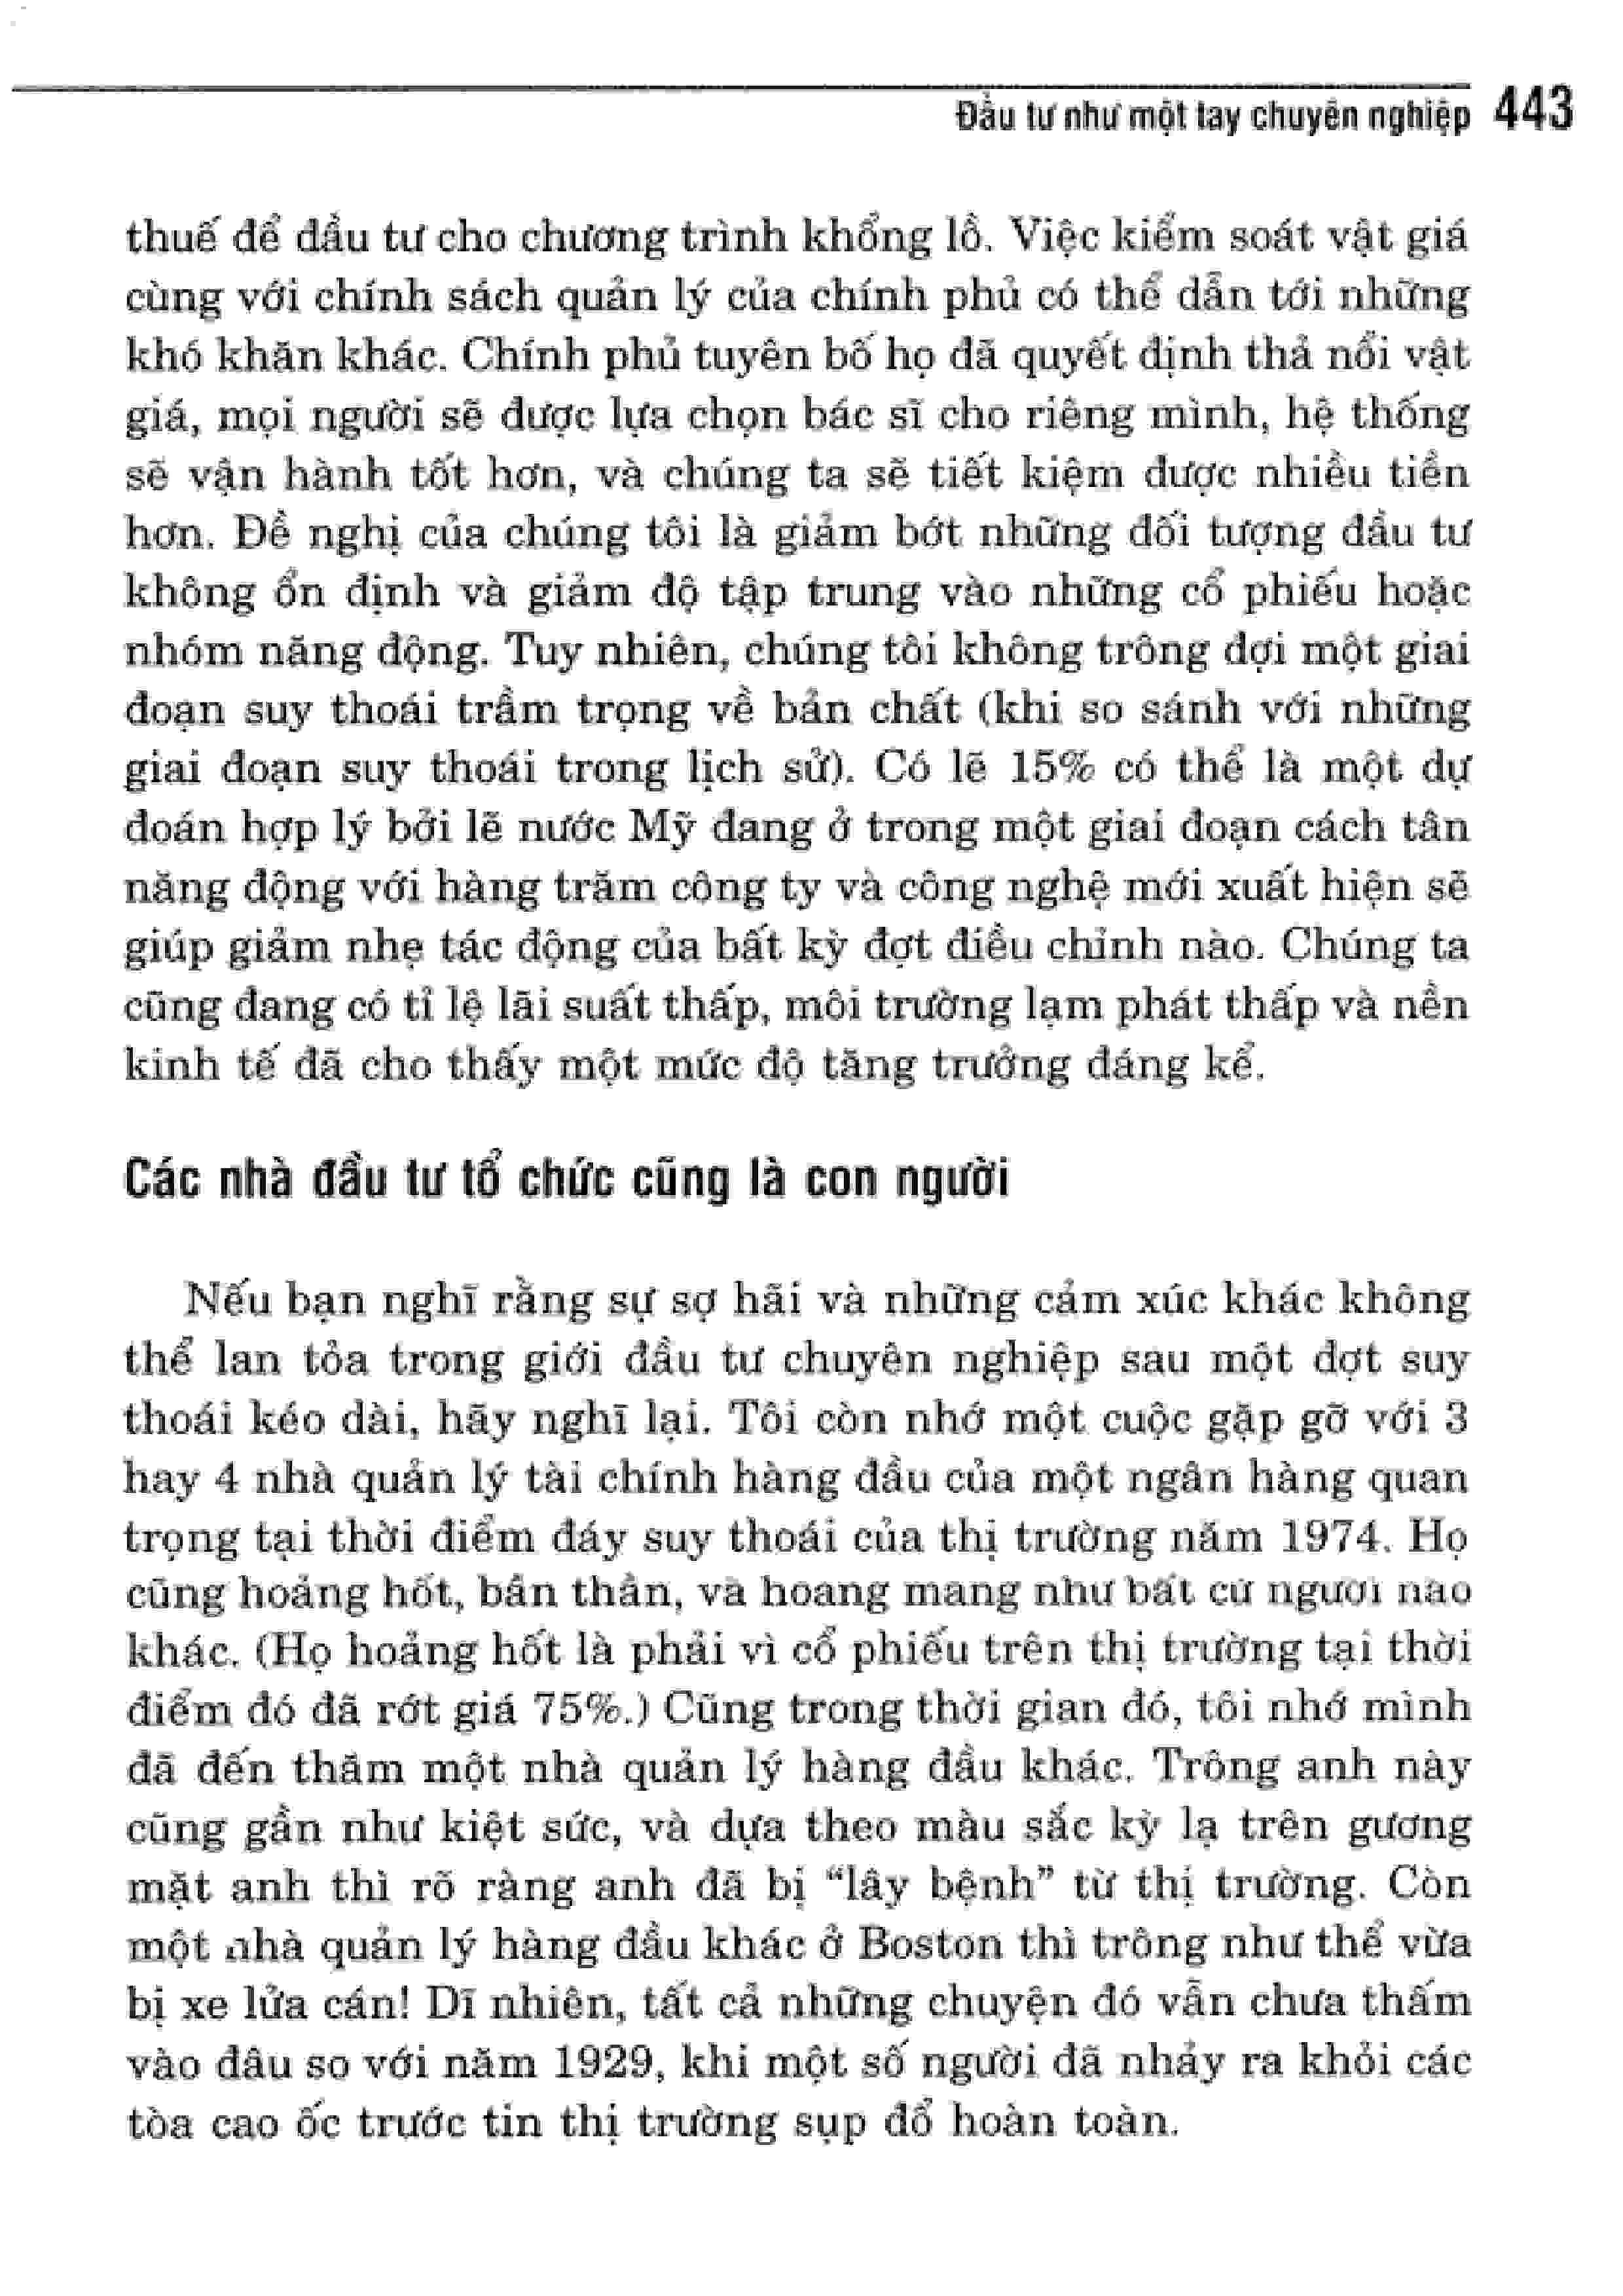 Đầu tư như một tay chuyên nghiệp 443
thuế để đầu tư cho chương trình khổng lồ. Việc kiểm soát vật giá
cùng với chính sách quản lý của chính phủ có thể dẫn tới những
khó khăn khác. Chính phủ tuyên bố họ đã quyết định thả nổi vật
giá, mọi người sẽ được lựa chọn bác sĩ cho riêng mình, hệ thống
sẽ vận hành tốt hơn, và chúng ta sẽ tiết kiệm được nhiều tiền
hơn. Đề nghị của chúng tôi là giảm bớt những đối tượng đầu tư
không ổn định và giảm độ tập trung vào những cổ phiếu hoặc
nhóm năng động. Tuy nhiên, chúng tôi không trông đợi một giai
đoạn suy thoái trầm trọng về bản chất (khi so sánh với những
giai đoạn suy thoái trong lịch sử). Có lẽ 15% có thể là một dự
đoán hợp lý bởi lẽ nước Mỹ đang ở trong một giai đoạn cách tân
năng động với hàng trăm công ty và công nghệ mới xuất hiện sẽ
giúp giảm nhẹ tác động của bất kỳ đợt điều chỉnh nào. Chúng ta
cũng đang có tỉ lệ lãi suất thấp, môi trường lạm phát thấp và nền
kinh tế đã cho thấy một mức độ tăng trưởng đáng kể.
Các nhà đầu tư tổ chức cũng là con người
Nếu bạn nghĩ rằng sự sợ hãi và những cảm xúc khác không
thể lan tỏa trong giới đầu tư chuyên nghiệp sau một đợt suy
thoái kéo dài, hãy nghĩ lại. Tôi còn nhớ một cuộc gặp gỡ với 3
hay 4 nhà quản lý tài chính hàng đầu của một ngân hàng quan
trọng tại thời điểm đáy suy thoái của thị trường năm 1974. Họ
cũng hoảng hốt, bần thần, và hoang mang như bất cứ người nào
khác. (Họ hoảng hốt là phải vì cổ phiếu trên thị trường tại thời
điểm đó đã rớt giá 75%.) Cũng trong thời gian đó, tôi nhớ mình
đã đến thăm một nhà quản lý hàng đầu khác. Trông anh này
cũng gần như kiệt sức, và dựa theo màu sắc kỳ lạ trên gương
mặt anh thì rõ ràng anh đã bị “lây bệnh” từ thị trường. Còn
một nhà quản lý hàng đầu khác ở Boston thì trông như thể vừa
bị xe lửa cán! Dĩ nhiên, tất cả những chuyện đó vẫn chưa thấm
vào đâu so với năm 1929, khi một số người đã nhảy ra khỏi các
tòa cao ốc trước tin thị trường sụp đổ hoàn toàn.